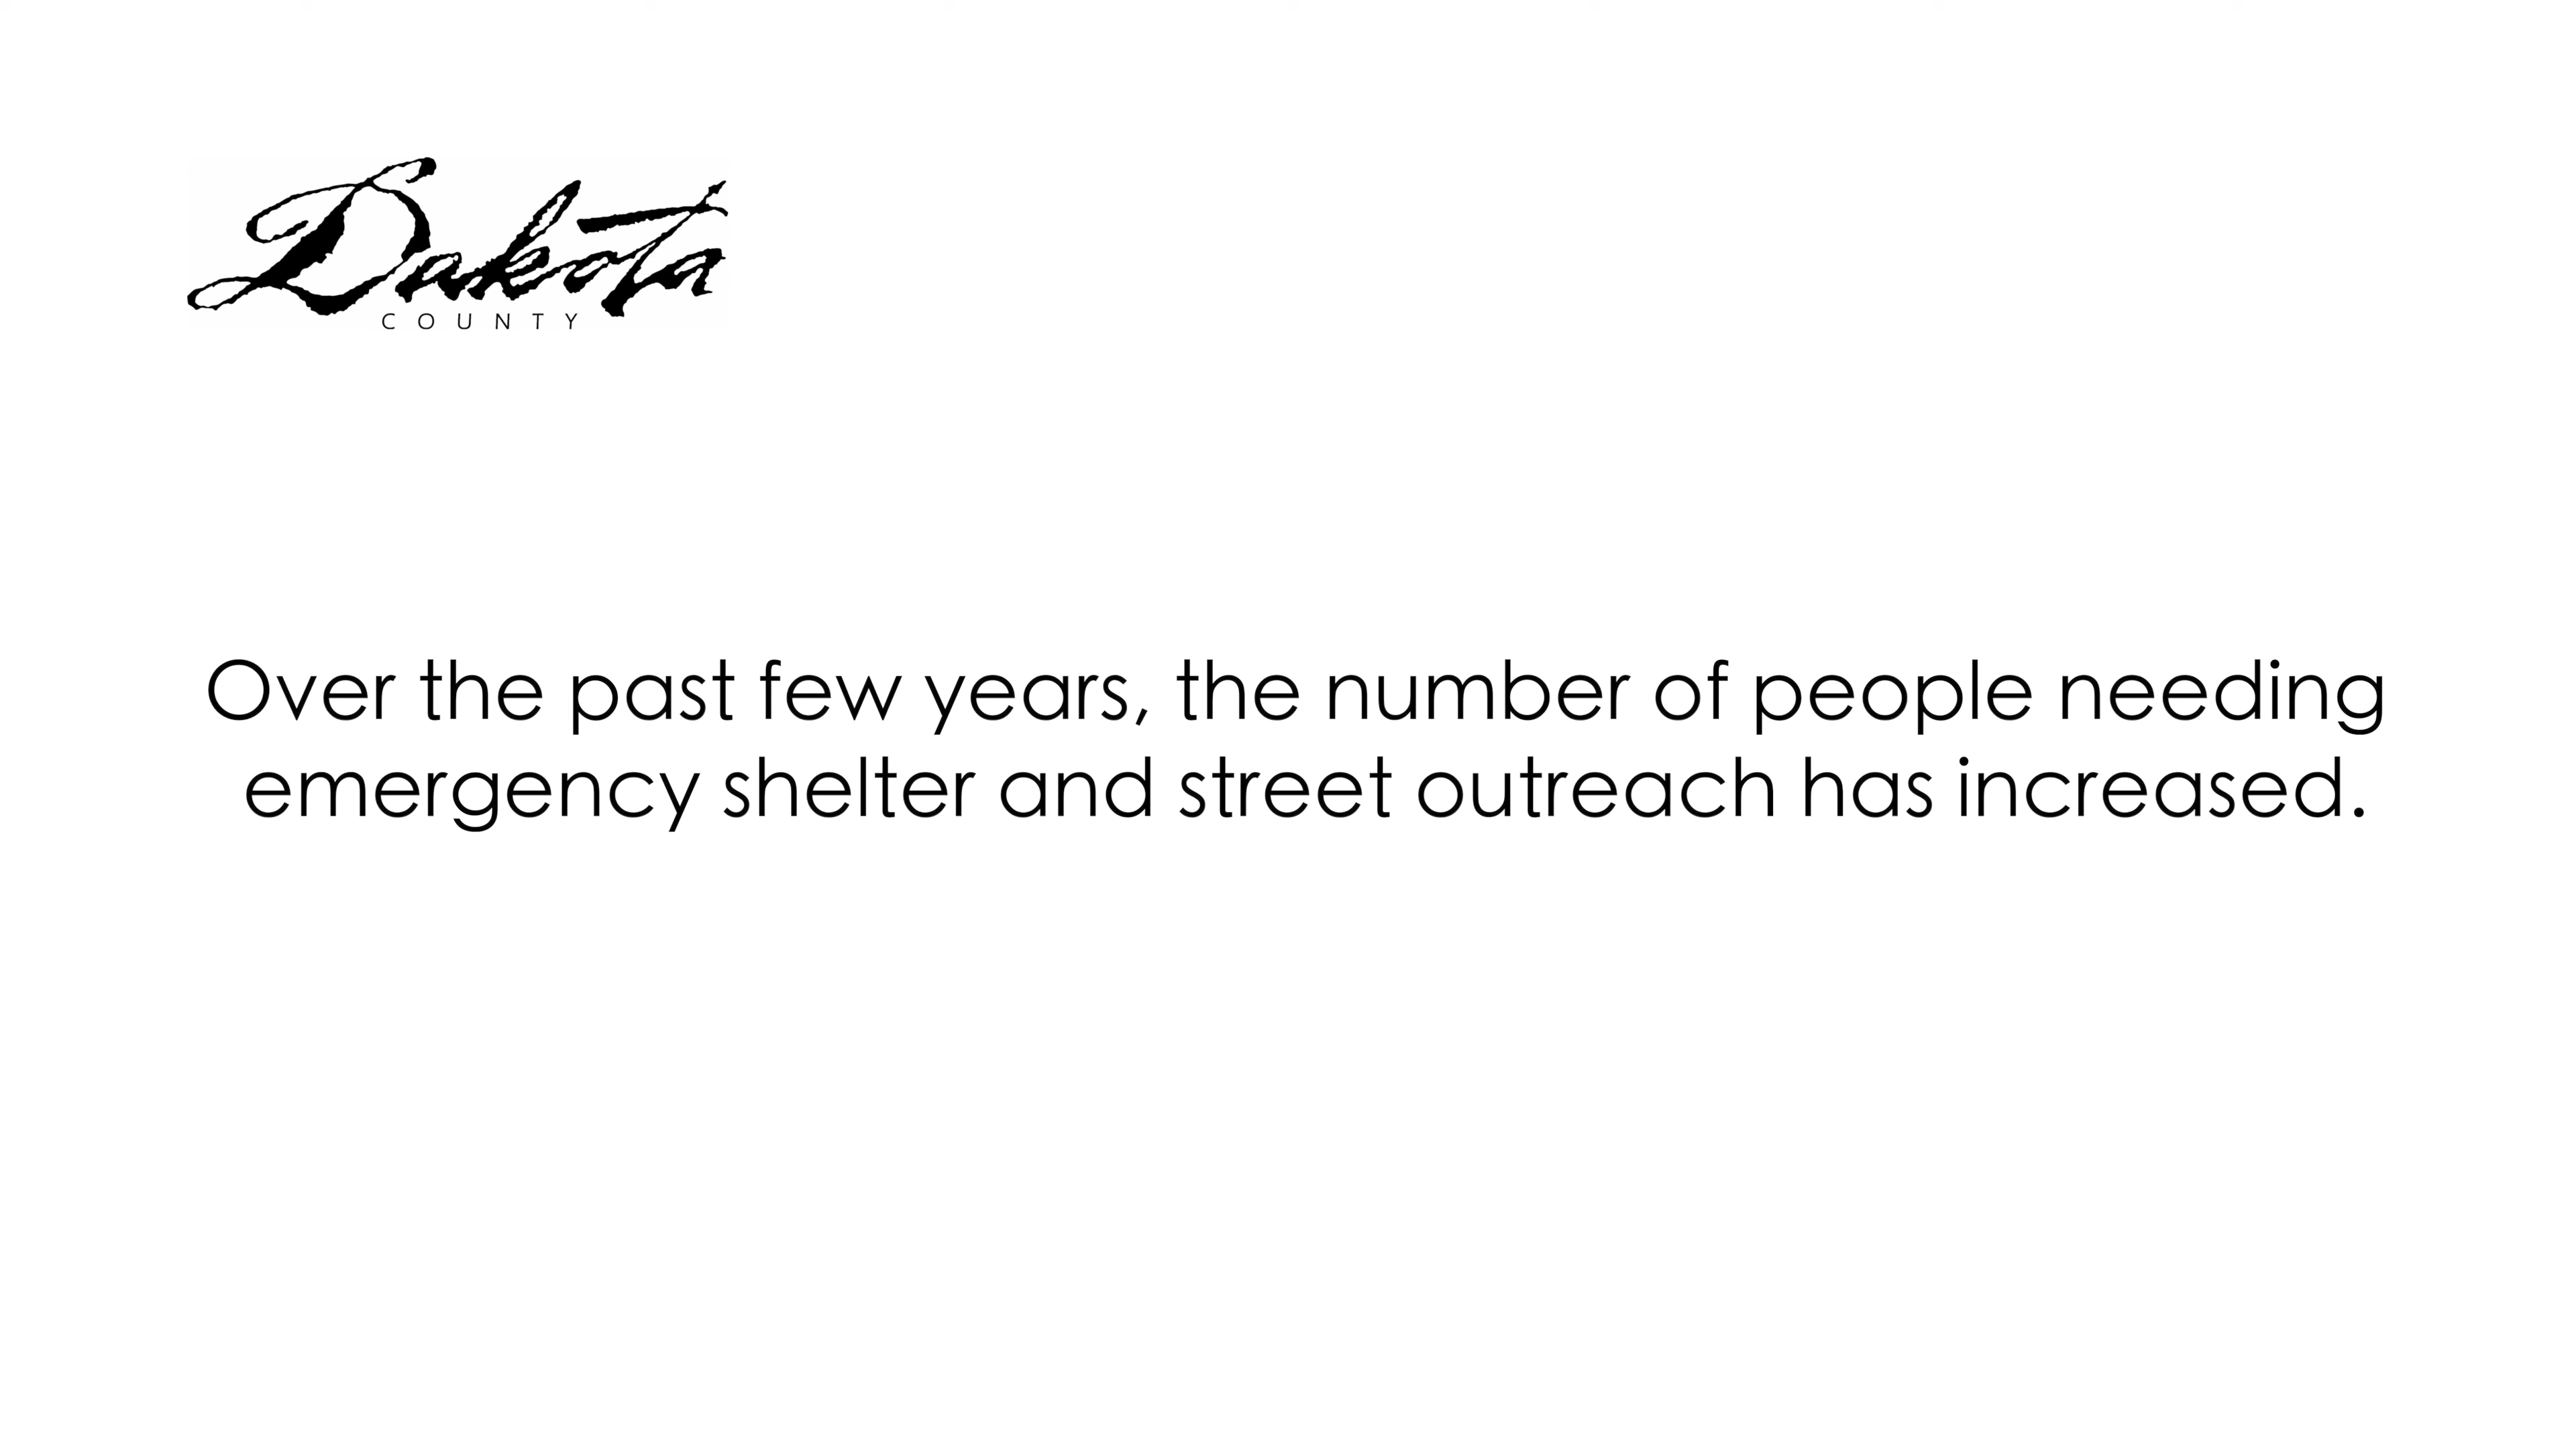 Dakota
COUNTY
Over the past few years, the number of people needing
emergency shelter and street outreach has increased.